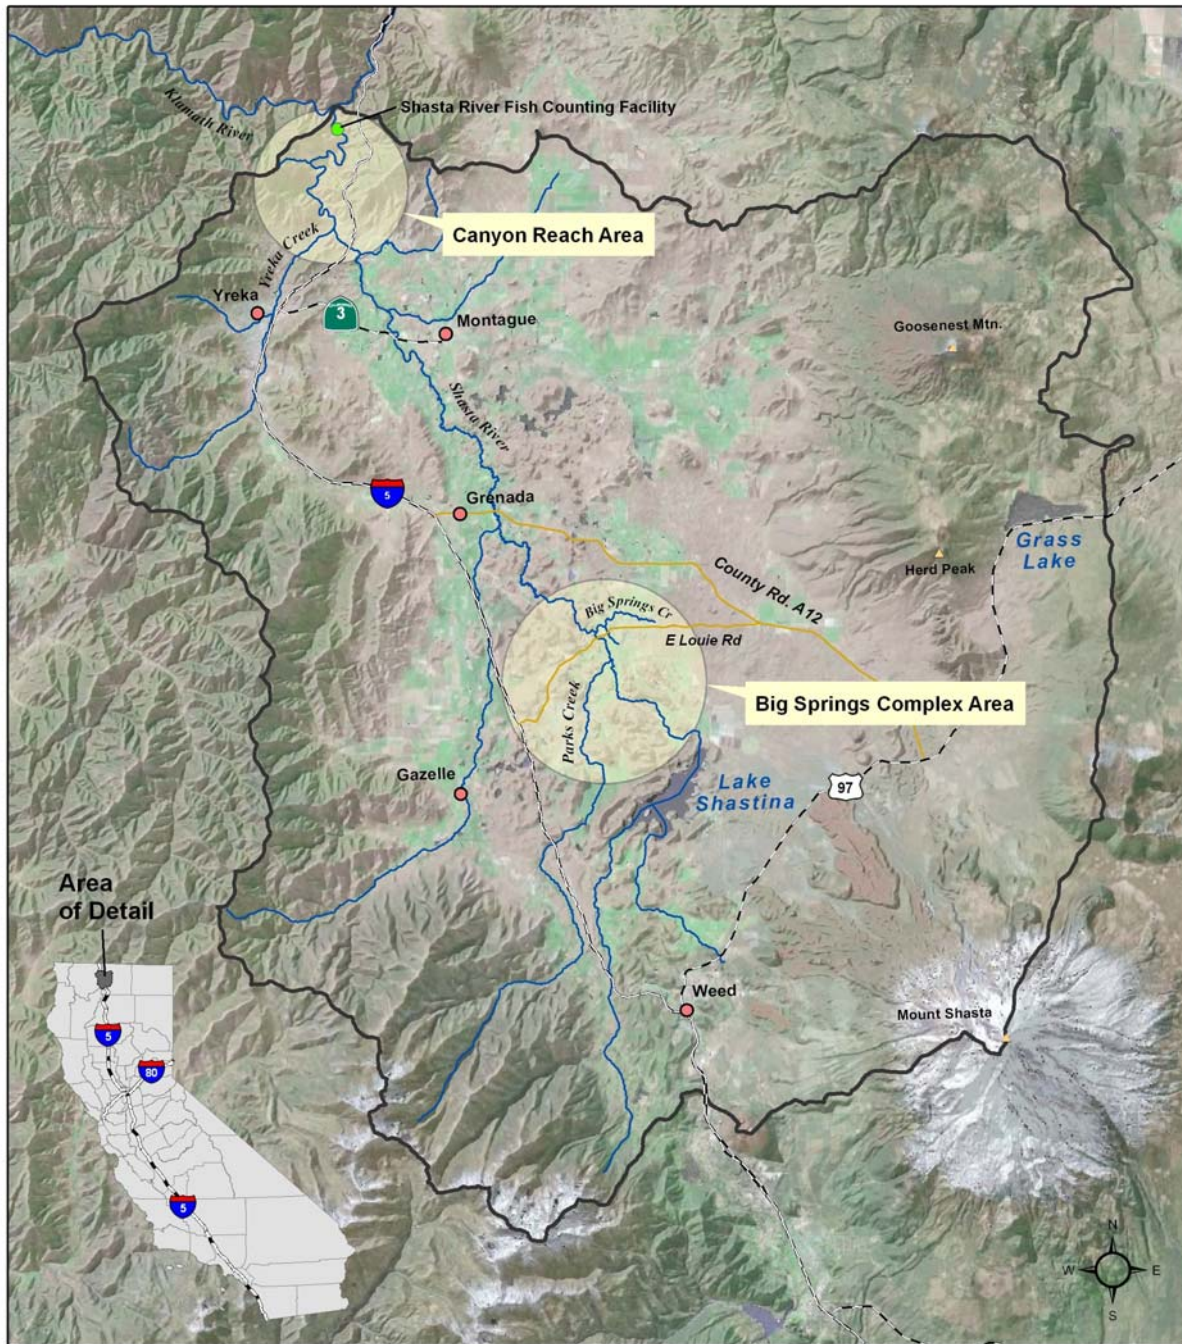 Klamath River
Shasta River Fish Counting Facility
Canyon Reach Area
Yreka Creek
Yreka
3
Montague
Goosenest Mtn.
Shasta River
5
Grenada
Grass
Lake
Herd Peak
County Rd. A12
Big Springs Cr
E Louie Rd
Parks Creek
Big Springs Complex Area
Gazelle
Lake
Shastina
97
Area
of Detail
Weed
Mount Shasta
5
80
5
N
W
E
S